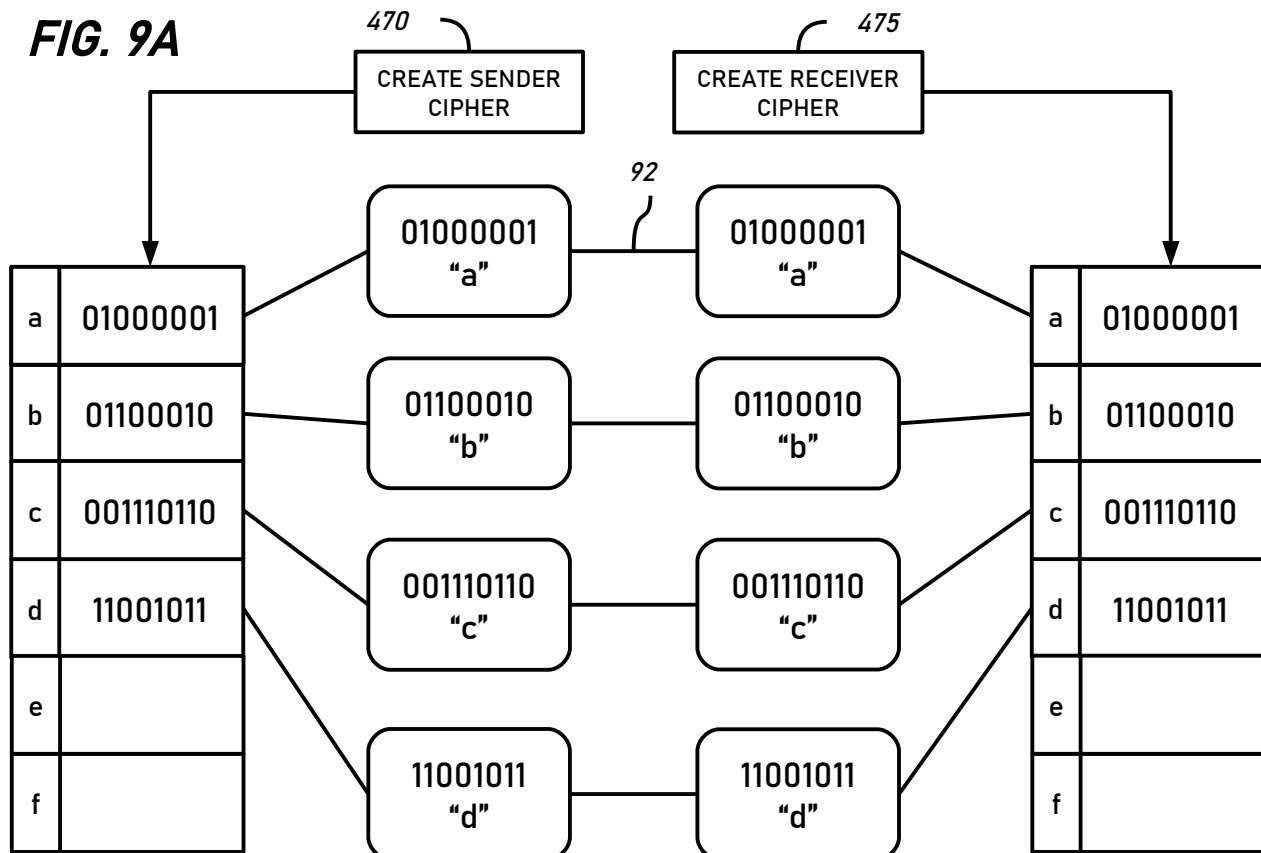 FIG. 9A
470
475
CREATE SENDER
CIPHER
CREATE RECEIVER
CIPHER
92
01000001
“a”
01000001
“a”
a 01000001
a 01000001
01100010
“b”
01100010
“b”
b 01100010
b 01100010
c 001110110
c 001110110
001110110
“c”
001110110
“c”
d 11001011
d 11001011
e
e
11001011
“d”
11001011
“d”
f
f